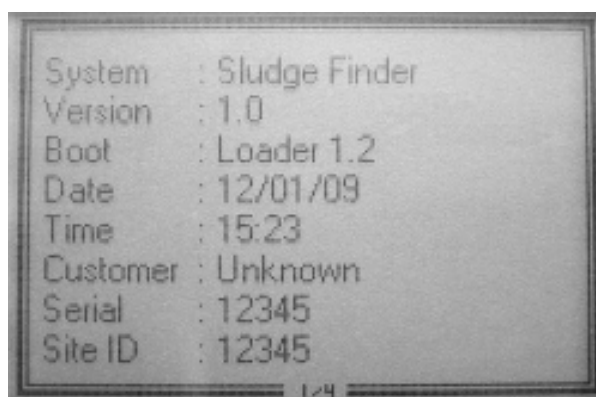 System : Sludge Finder
Version : 1.0
Boot : Loader 1.2
Date : 12/01/09
Time : 15:23
Customer : Unknown
Serial : 12345
Site ID : 12345
1/4